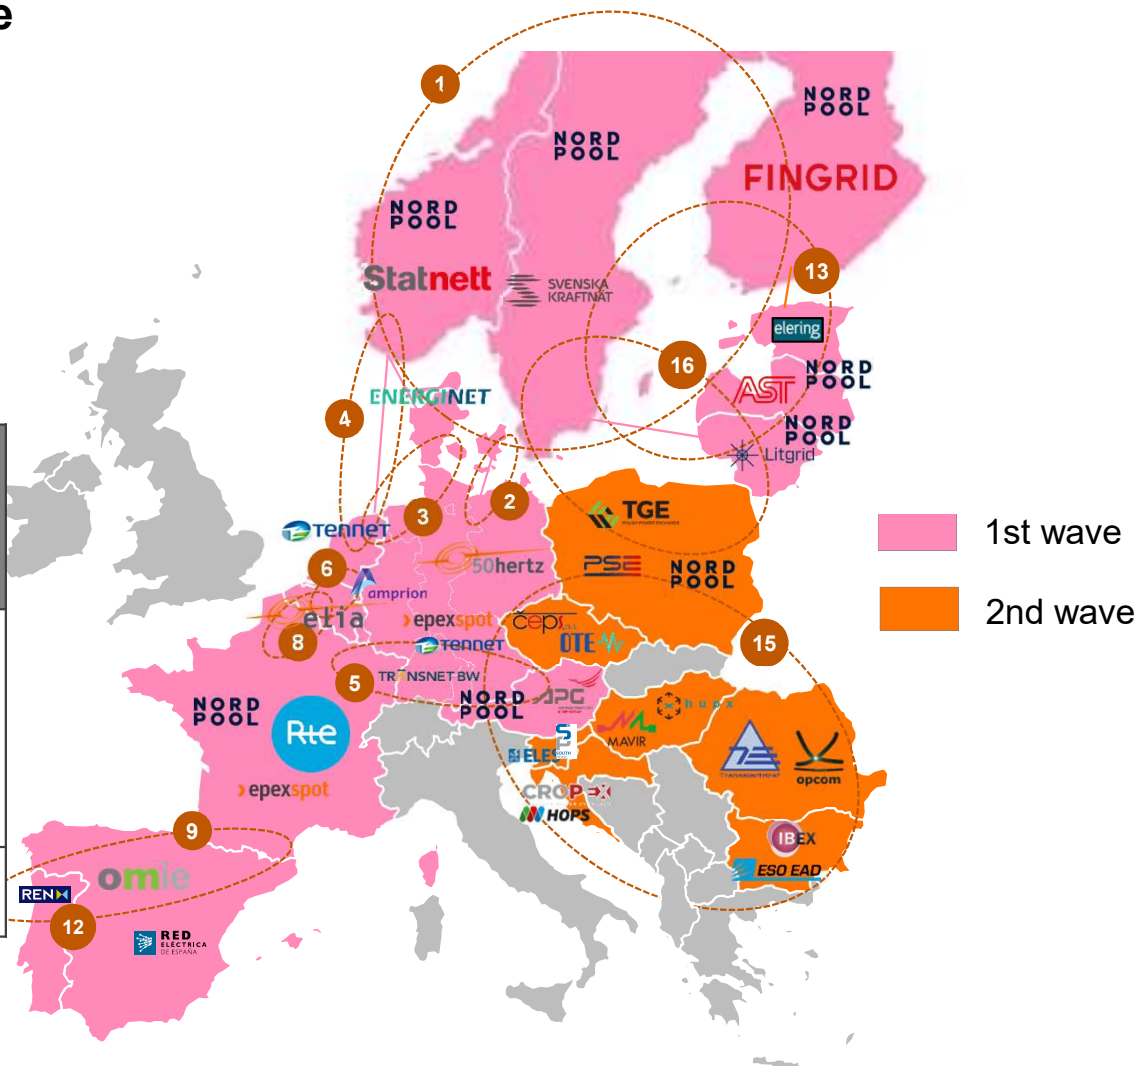 e
1
NORD
POOL
NORD
POOL
FINGRID
NORD
POOL
Statnett
SVENSKA
KRAFTNÄT
13
elering
16
NORD
POOL
AST
ENERGINET
4
NORD
POOL
Litgrid
2
3
TGE
TENNET
1st wave
6
50hertz
PSE
NORD
POOL
amprion
2nd wave
elia
epexspot
čeps
OTE
8
TENNET
15
5
TRANSNET BW
NORD
POOL
APG
hupx
NORD
POOL
Rte
MAVIR
ELES
SOUTH
opcom
epexspot
CROPEX
HOPS
9
IBEX
omie
ESO EAD
REN
12
RED
ELÉCTRICA
DE ESPAÑA